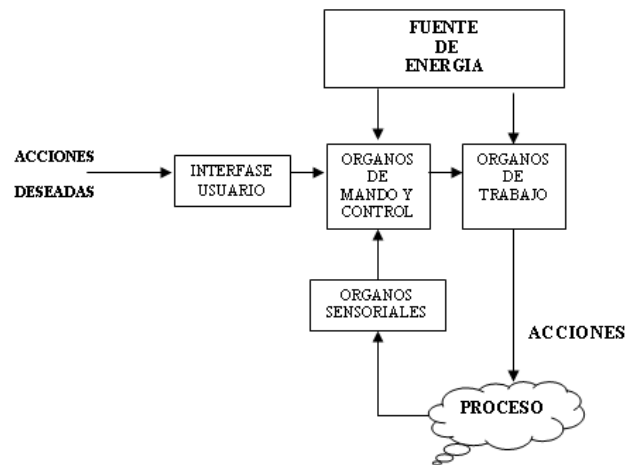 FUENTE
DE
ENERGIA
ACCIONES
DESEADAS
INTERFASE
USUARIO
ORGANOS
DE
MANDO Y
CONTROL
ORGANOS
DE
TRABAJO
ORGANOS
SENSORIALES
ACCIONES
PROCESO